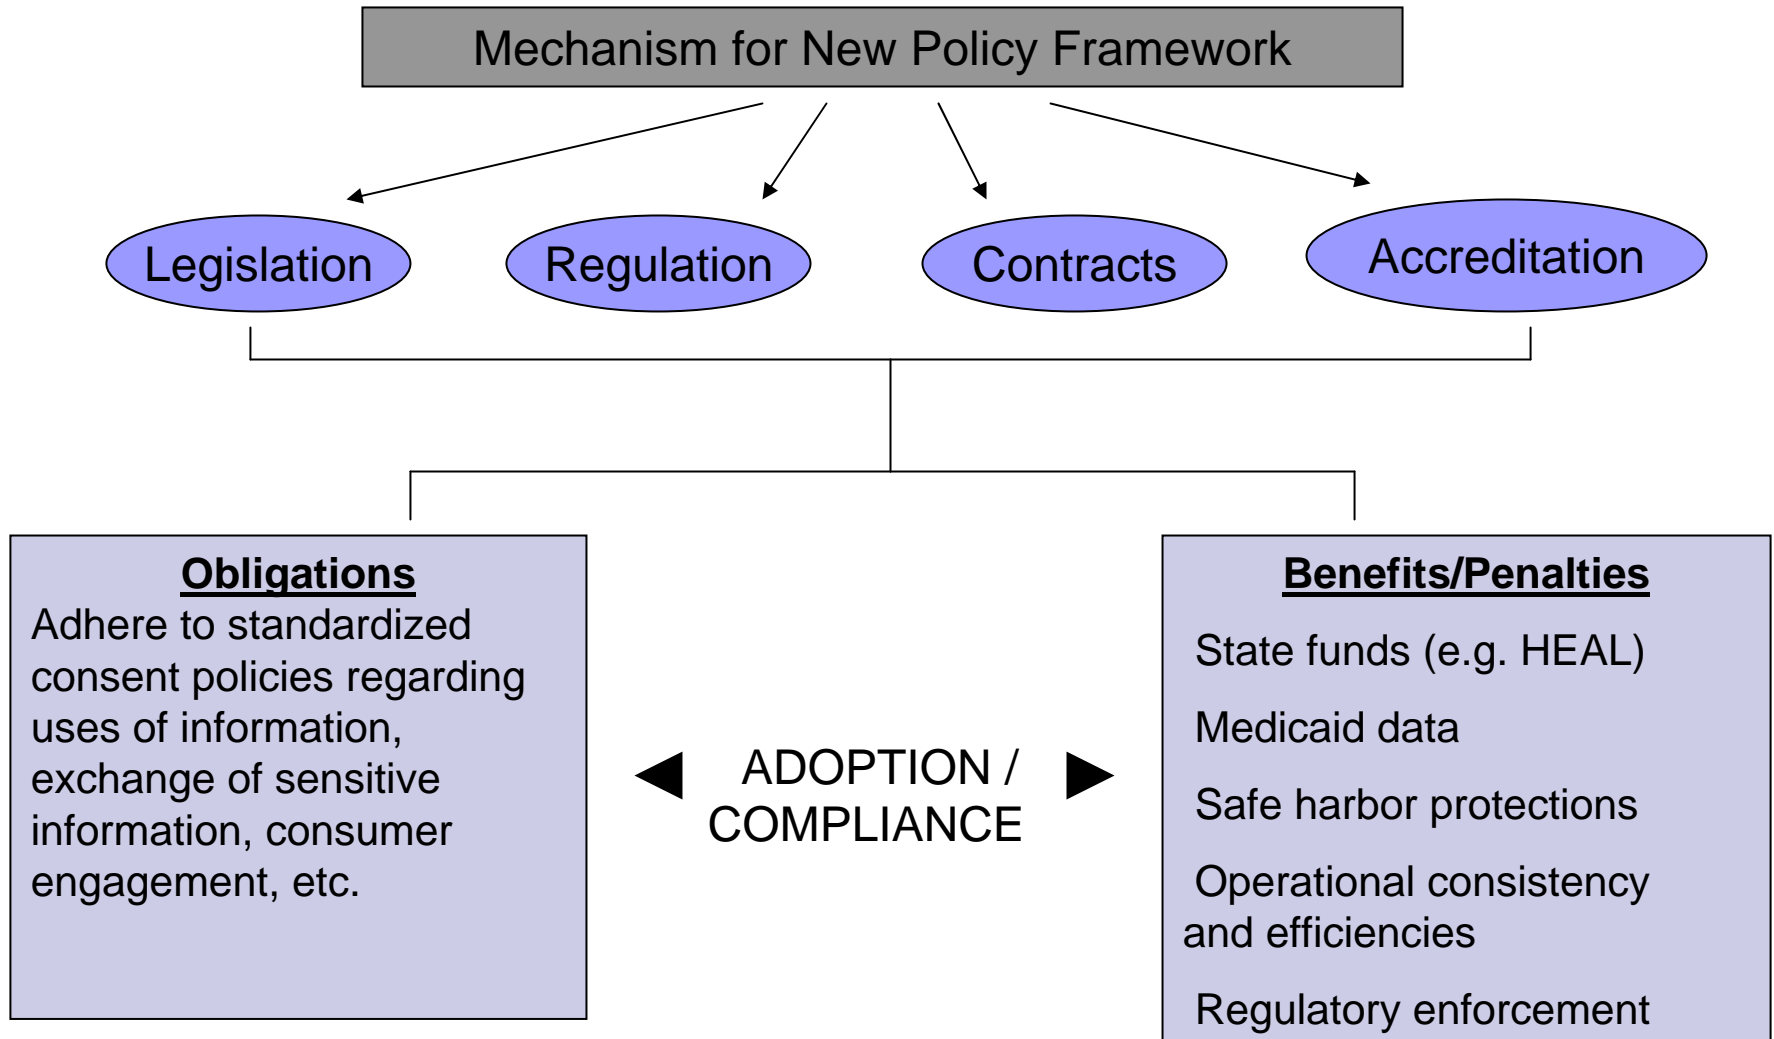 Mechanism for New Policy Framework
Legislation
Regulation
Contracts
Accreditation
Obligations
Adhere to standardized
consent policies regarding
uses of information,
exchange of sensitive
information, consumer
engagement, etc.
ADOPTION /
COMPLIANCE
Benefits/Penalties
State funds (e.g. HEAL)
Medicaid data
Safe harbor protections
Operational consistency
and efficiencies
Regulatory enforcement